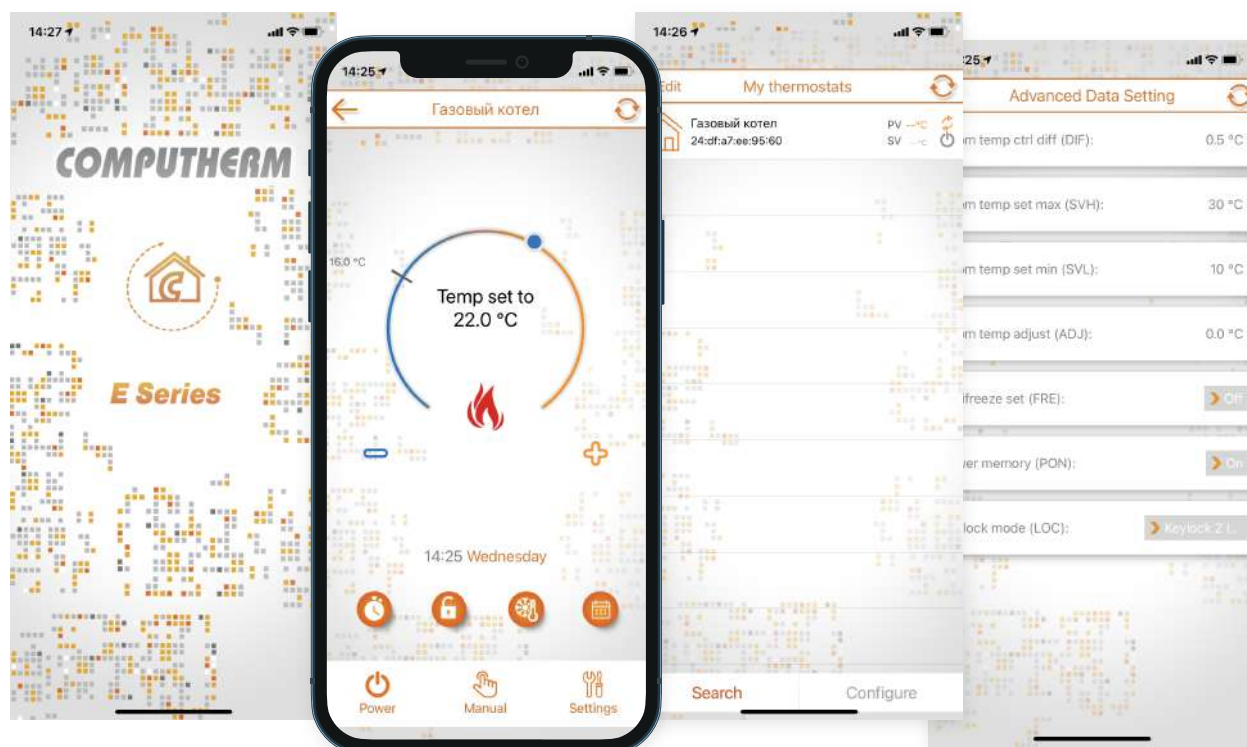 14:27
COMPUTHERM
E Series
14:25
Газовый котел
16.0 °C
Temp set to
22.0 °C
14:25 Wednesday
Power
Manual
Settings
14:26
My thermostats
Газовый котел
PV --°C
24:df:a7:ee:95:60
SV --°C
Search
Configure
Advanced Data Setting
temp ctrl diff (DIF):
0.5 °C
temp set max (SVH):
30 °C
temp set min (SVL):
10 °C
temp adjust (ADJ):
0.0 °C
set (FRE):
Off
memory (PON):
On
lock mode (LOC):
Keylock 2